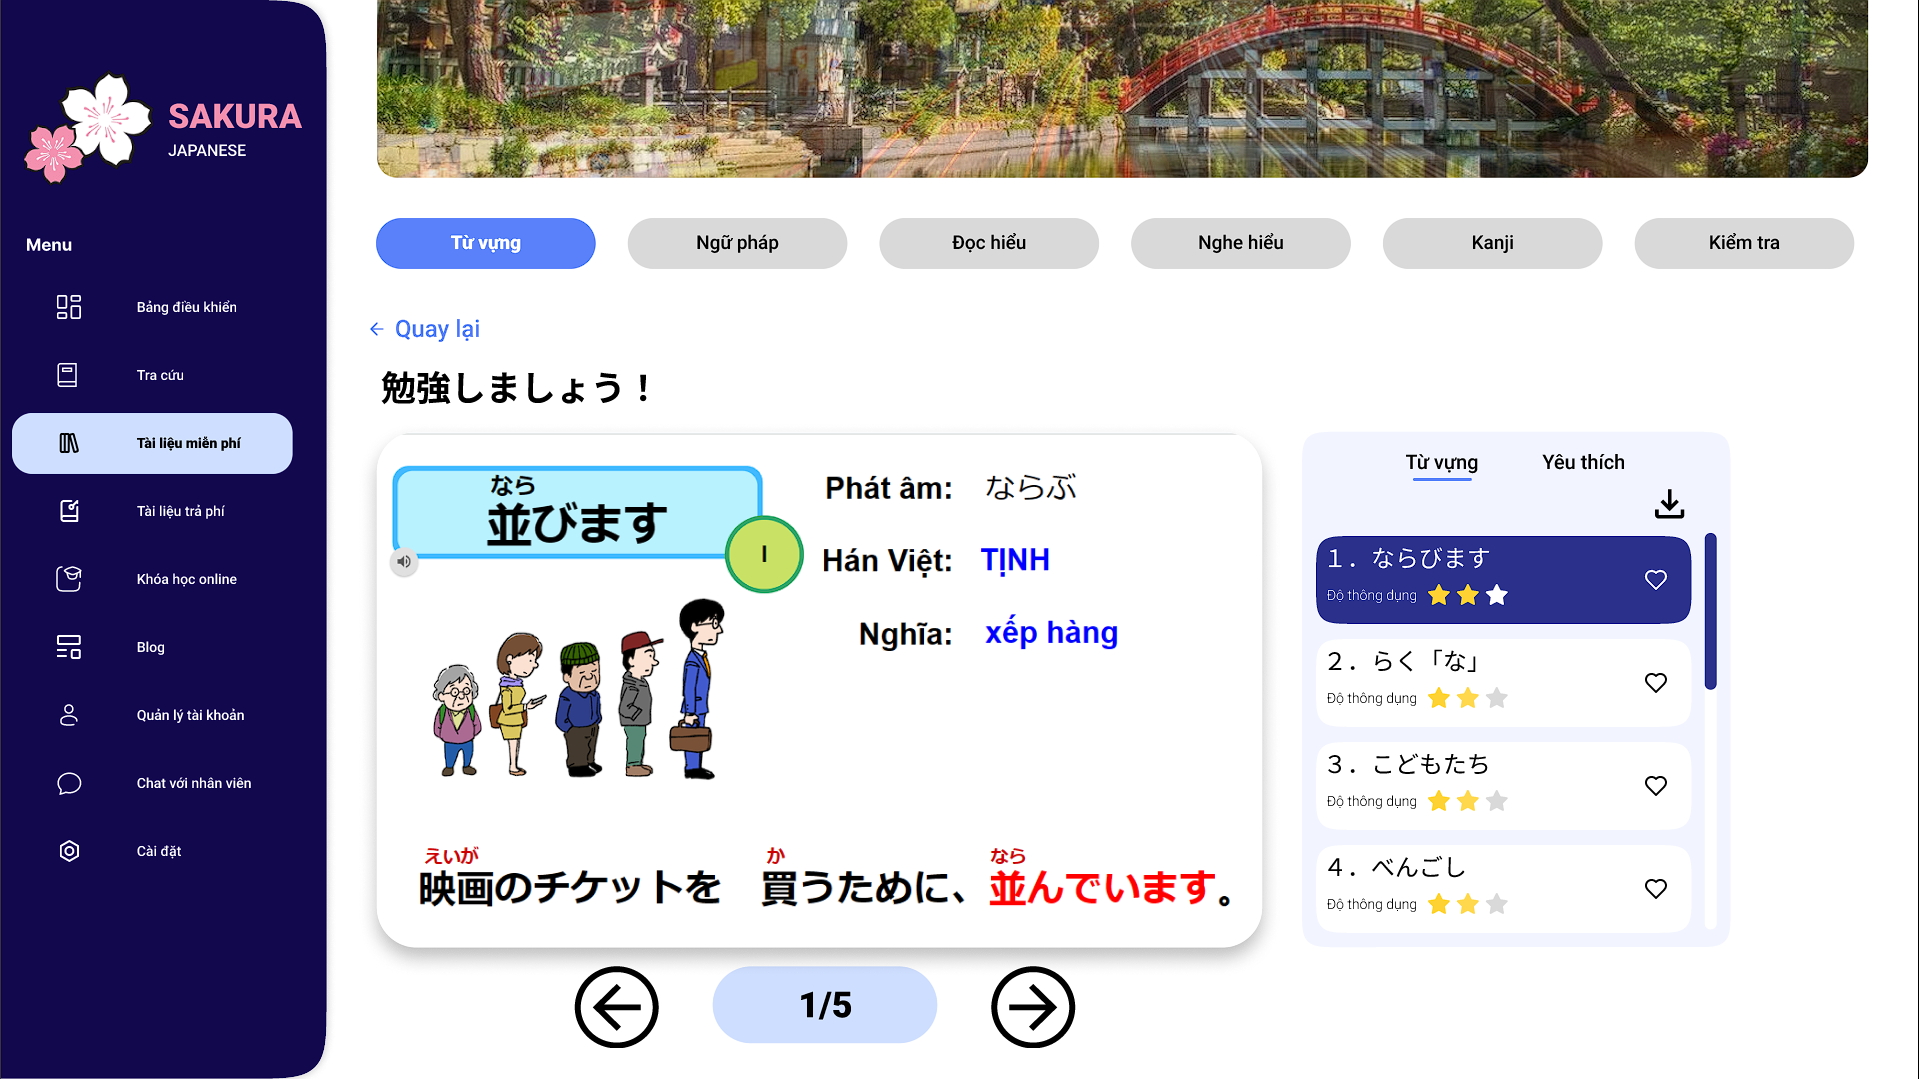 SAKURA
JAPANESE
Menu
Bảng điều khiển
Tra cứu
Tài liệu miễn phí
Tài liệu trả phí
Khóa học online
Blog
Quản lý tài khoản
Chat với nhân viên
Cài đặt
Từ vựng
Ngữ pháp
Đọc hiểu
Nghe hiểu
Kanji
Kiểm tra
← Quay lại
勉強しましょう！
なら
並びます
I
Phát âm: ならぶ
Hán Việt: TỊNH
Nghĩa: xếp hàng
えいが か なら
映画のチケットを 買うために、並んでいます。
1/5
Từ vựng Yêu thích
１．ならびます
Độ thông dụng
２．らく「な」
Độ thông dụng
３．こどもたち
Độ thông dụng
４．べんごし
Độ thông dụng